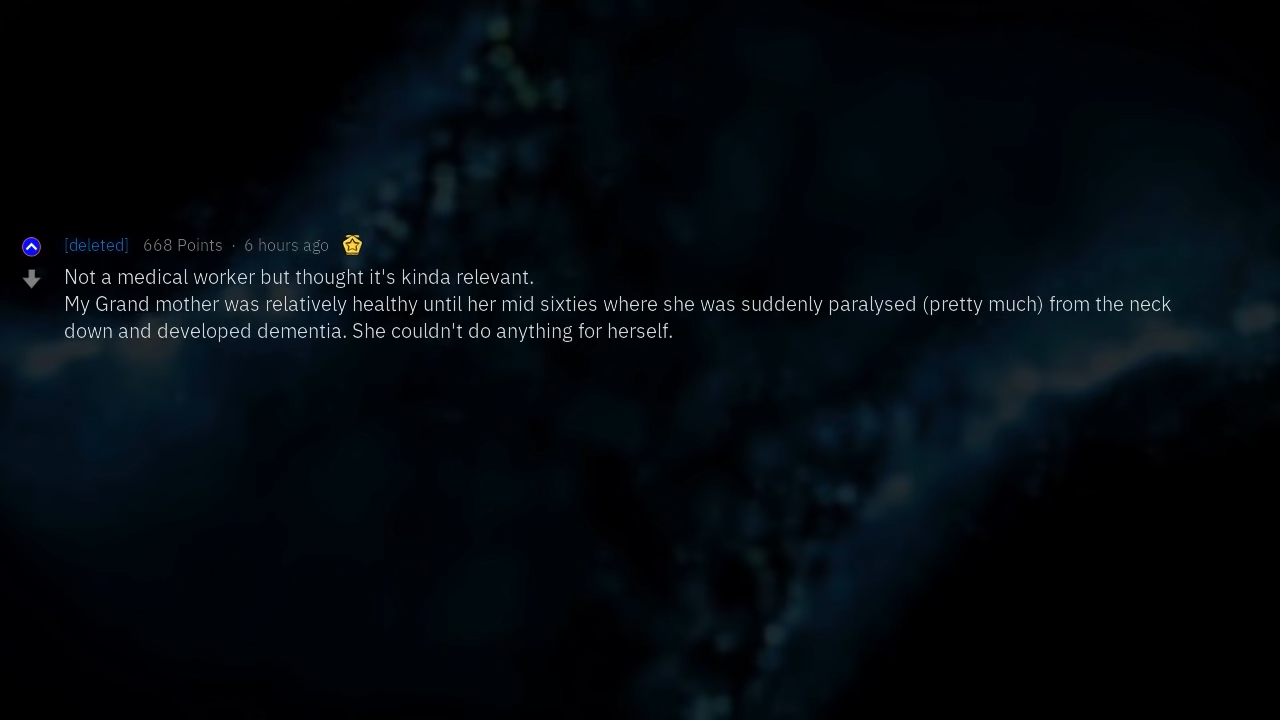 [deleted] 668 Points · 6 hours ago
Not a medical worker but thought it's kinda relevant.
My Grand mother was relatively healthy until her mid sixties where she was suddenly paralysed (pretty much) from the neck
down and developed dementia. She couldn't do anything for herself.